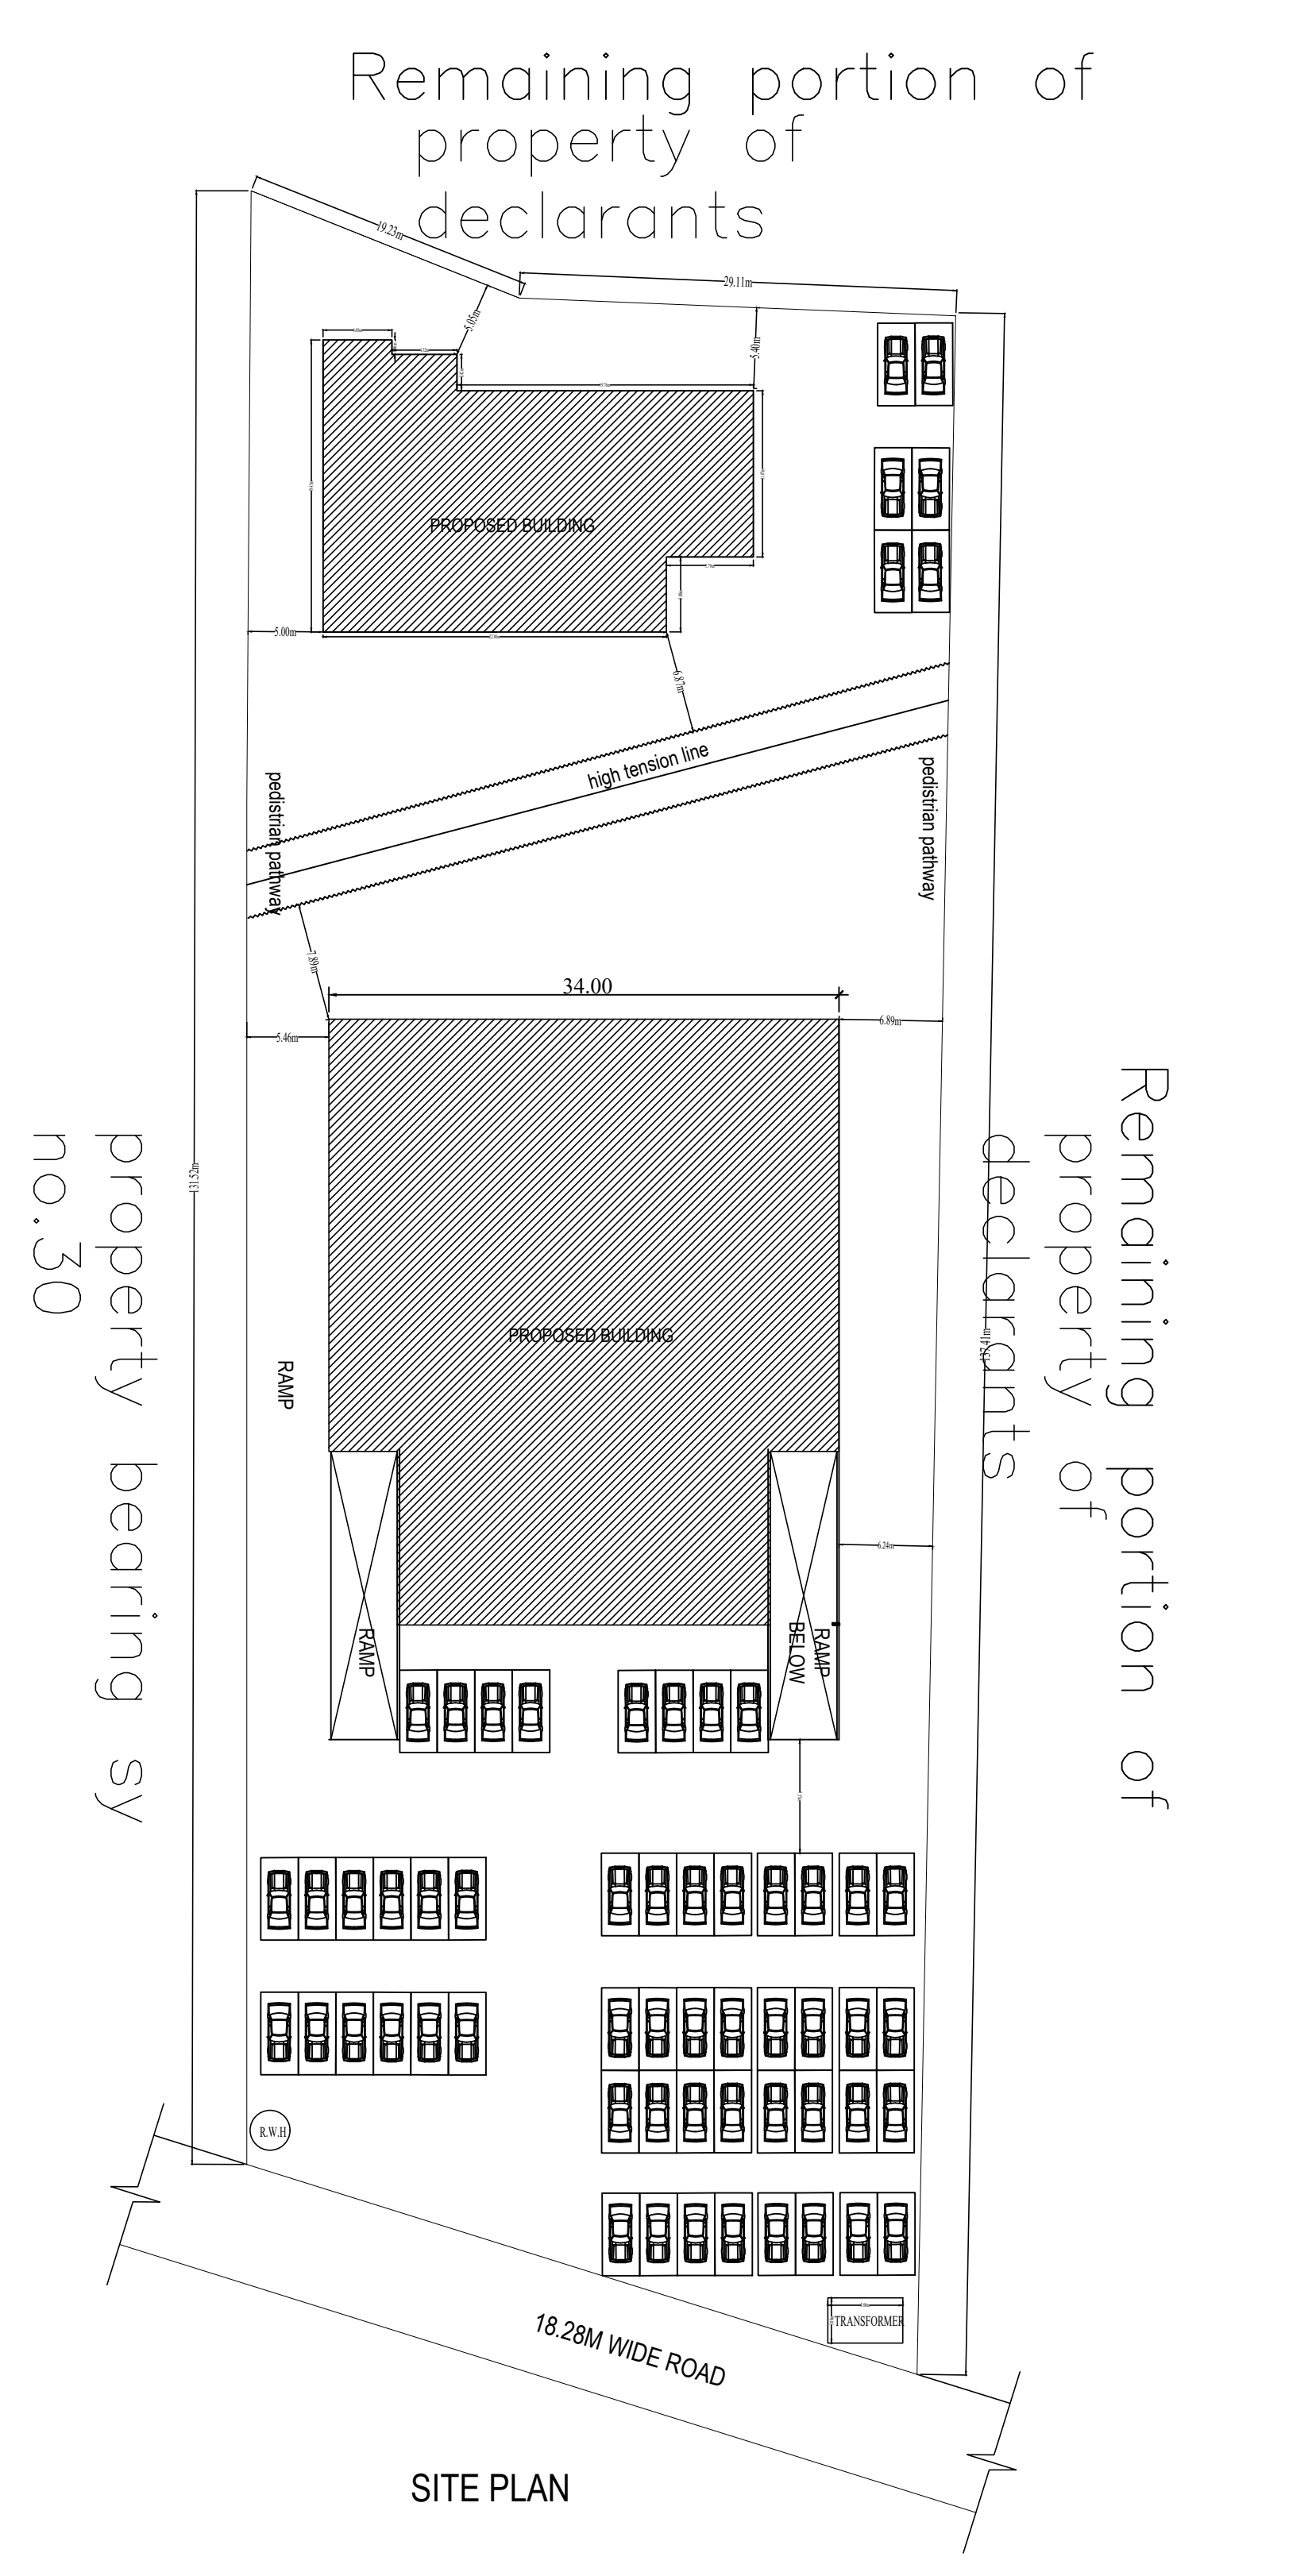 Remaining portion of
property of
declarants
19.23m
29.11m
5.05m
5.40m
PROPOSED BUILDING
5.00m
6.87m
high tension line
pedistrian pathway
pedistrian pathway
7.89m
34.00
6.89m
5.46m
Remaining portion of
property of
declarants
property bearing sy
no.30
131.52m
137.41m
PROPOSED BUILDING
RAMP
6.24m
RAMP
RAMP
BELOW
R.W.H
TRANSFORMER
18.28M WIDE ROAD
SITE PLAN